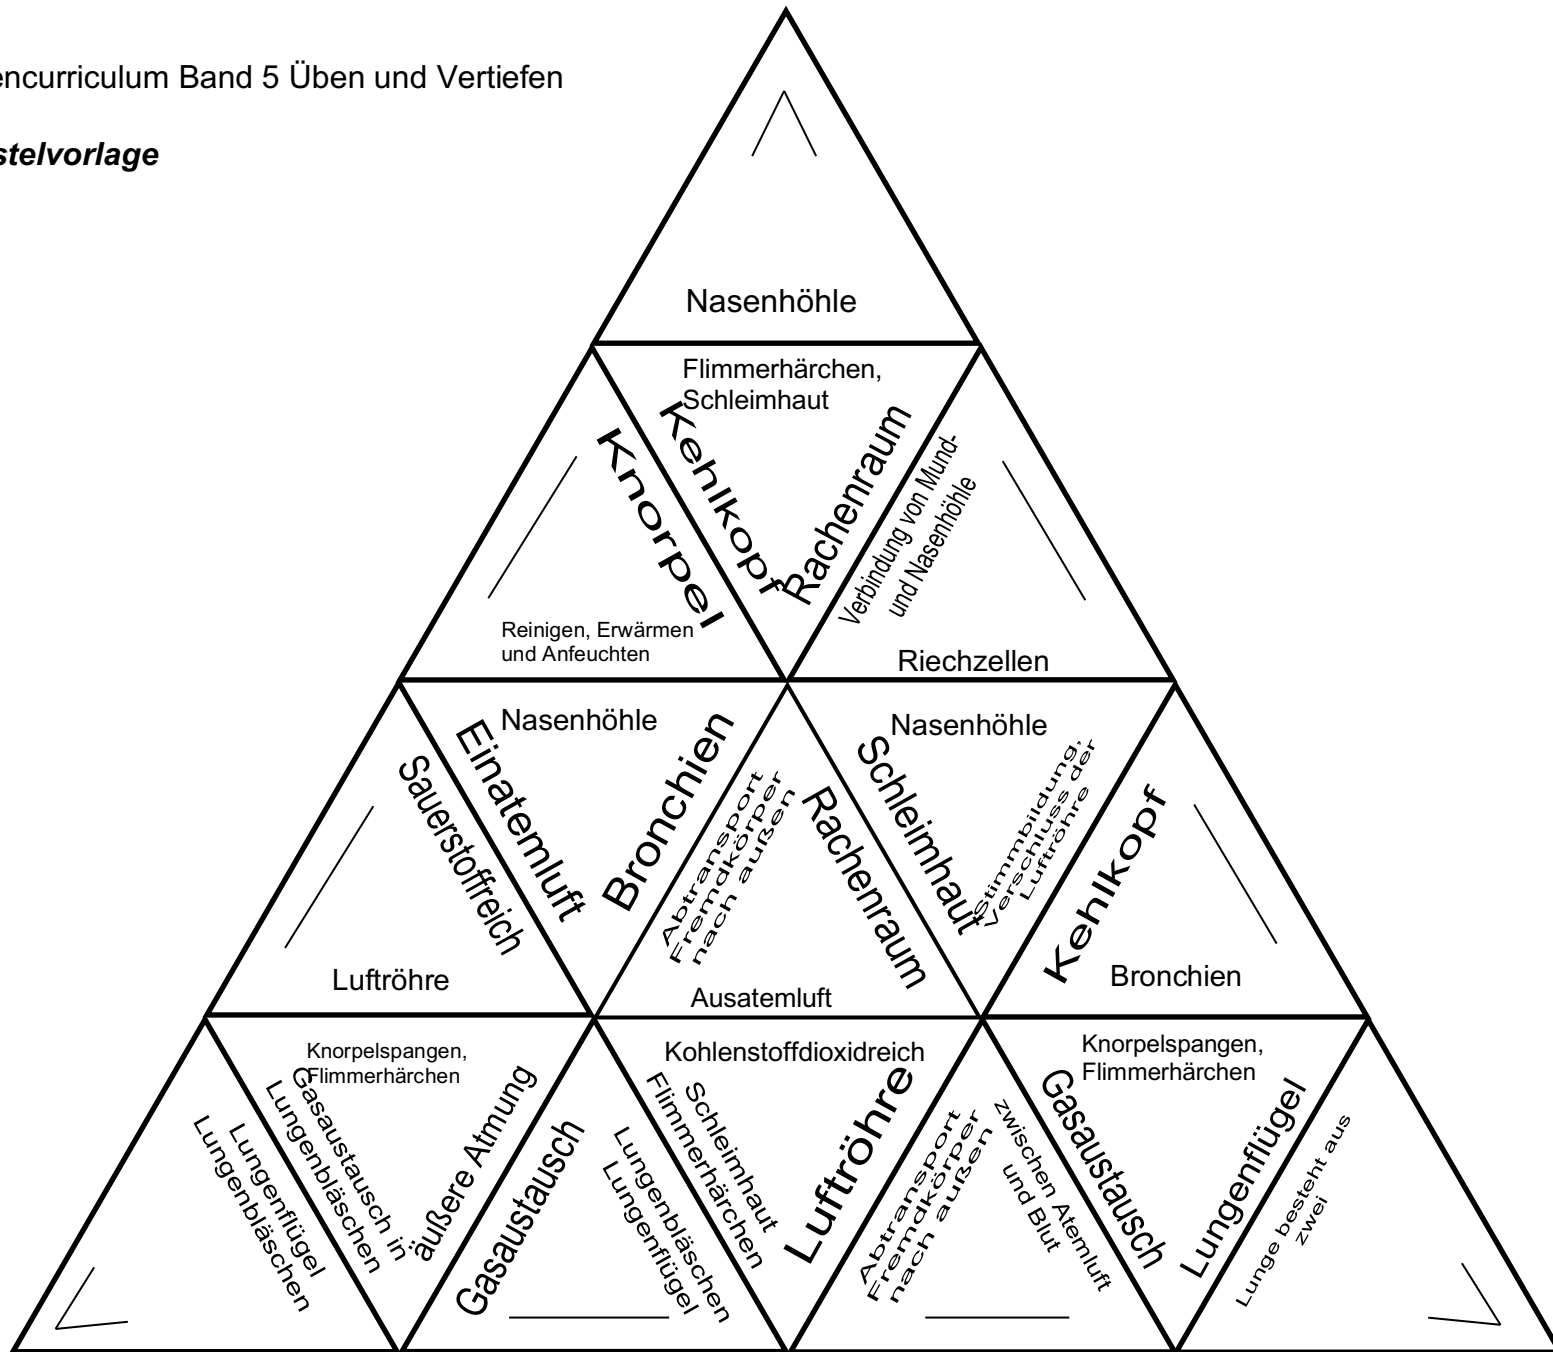 encurriculum Band 5 Üben und Vertiefen
stelvorlage
Nasenhöhle
Flimmerhärchen,
Schleimhaut
Knorpel
Kehlkopf
Rachenraum
Verbindung von Mund-
und Nasenhöhle
Reinigen, Erwärmen
und Anfeuchten
Riechzellen
Nasenhöhle
Nasenhöhle
Sauerstoffreich
Einatemluft
Bronchien
Abtransport
Fremdkörper
nach außen
Rachenraum
Schleimhaut
Stimmbildung,
Verschluss der
Luftröhre
Kehlkopf
Luftröhre
Ausatemluft
Bronchien
Knorpelspangen,
Flimmerhärchen
Kohlenstoffdioxidreich
Knorpelspangen,
Flimmerhärchen
Lungenflügel
Lungenbläschen
Gasaustausch in
Lungenbläschen
äußere Atmung
Gasaustausch
Lungenbläschen
Lungenflügel
Schleimhaut
Flimmerhärchen
Luftröhre
Abtransport
Fremdkörper
nach außen
zwischen Atemluft
und Blut
Gasaustausch
Lungenflügel
Lunge besteht aus
zwei